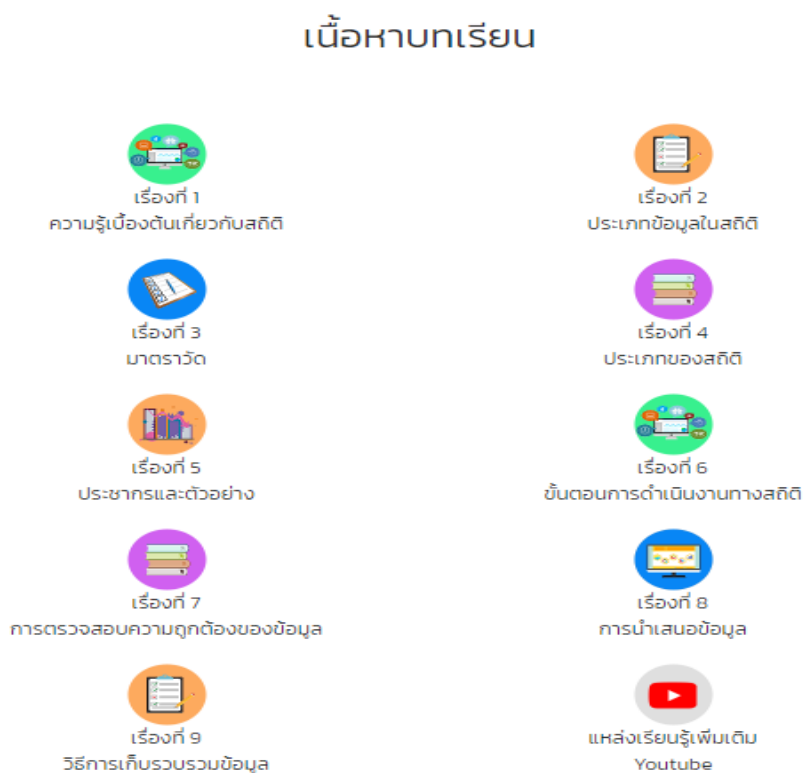 เนื้อหาบทเรียน
เรื่องที่ 1
ความรู้เบื้องต้นเกี่ยวกับสถิติ
เรื่องที่ 2
ประเภทข้อมูลในสถิติ
เรื่องที่ 3
มาตราวัด
เรื่องที่ 4
ประเภทของสถิติ
เรื่องที่ 5
ประชากรและตัวอย่าง
เรื่องที่ 6
ขั้นตอนการดำเนินงานทางสถิติ
เรื่องที่ 7
การตรวจสอบความถูกต้องของข้อมูล
เรื่องที่ 8
การนำเสนอข้อมูล
เรื่องที่ 9
วิธีการเก็บรวบรวมข้อมูล
แหล่งเรียนรู้เพิ่มเติม
Youtube